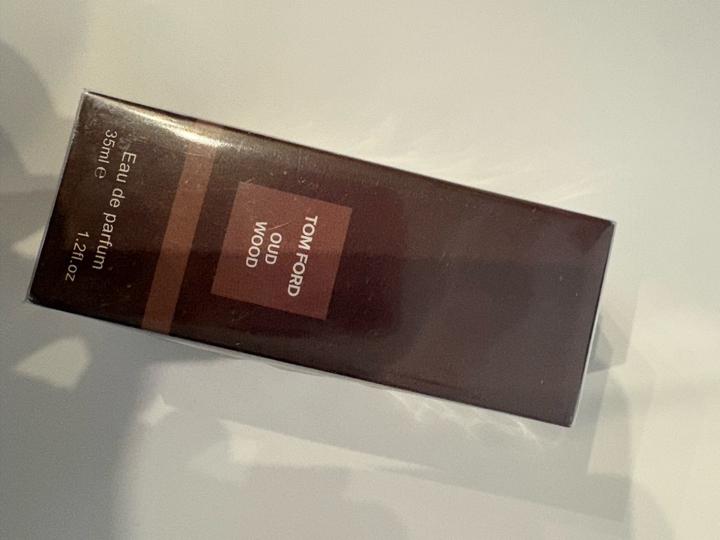 TOM FORD
OUD
WOOD
Eau de parfum
35ml ℮ 1.2fl.oz